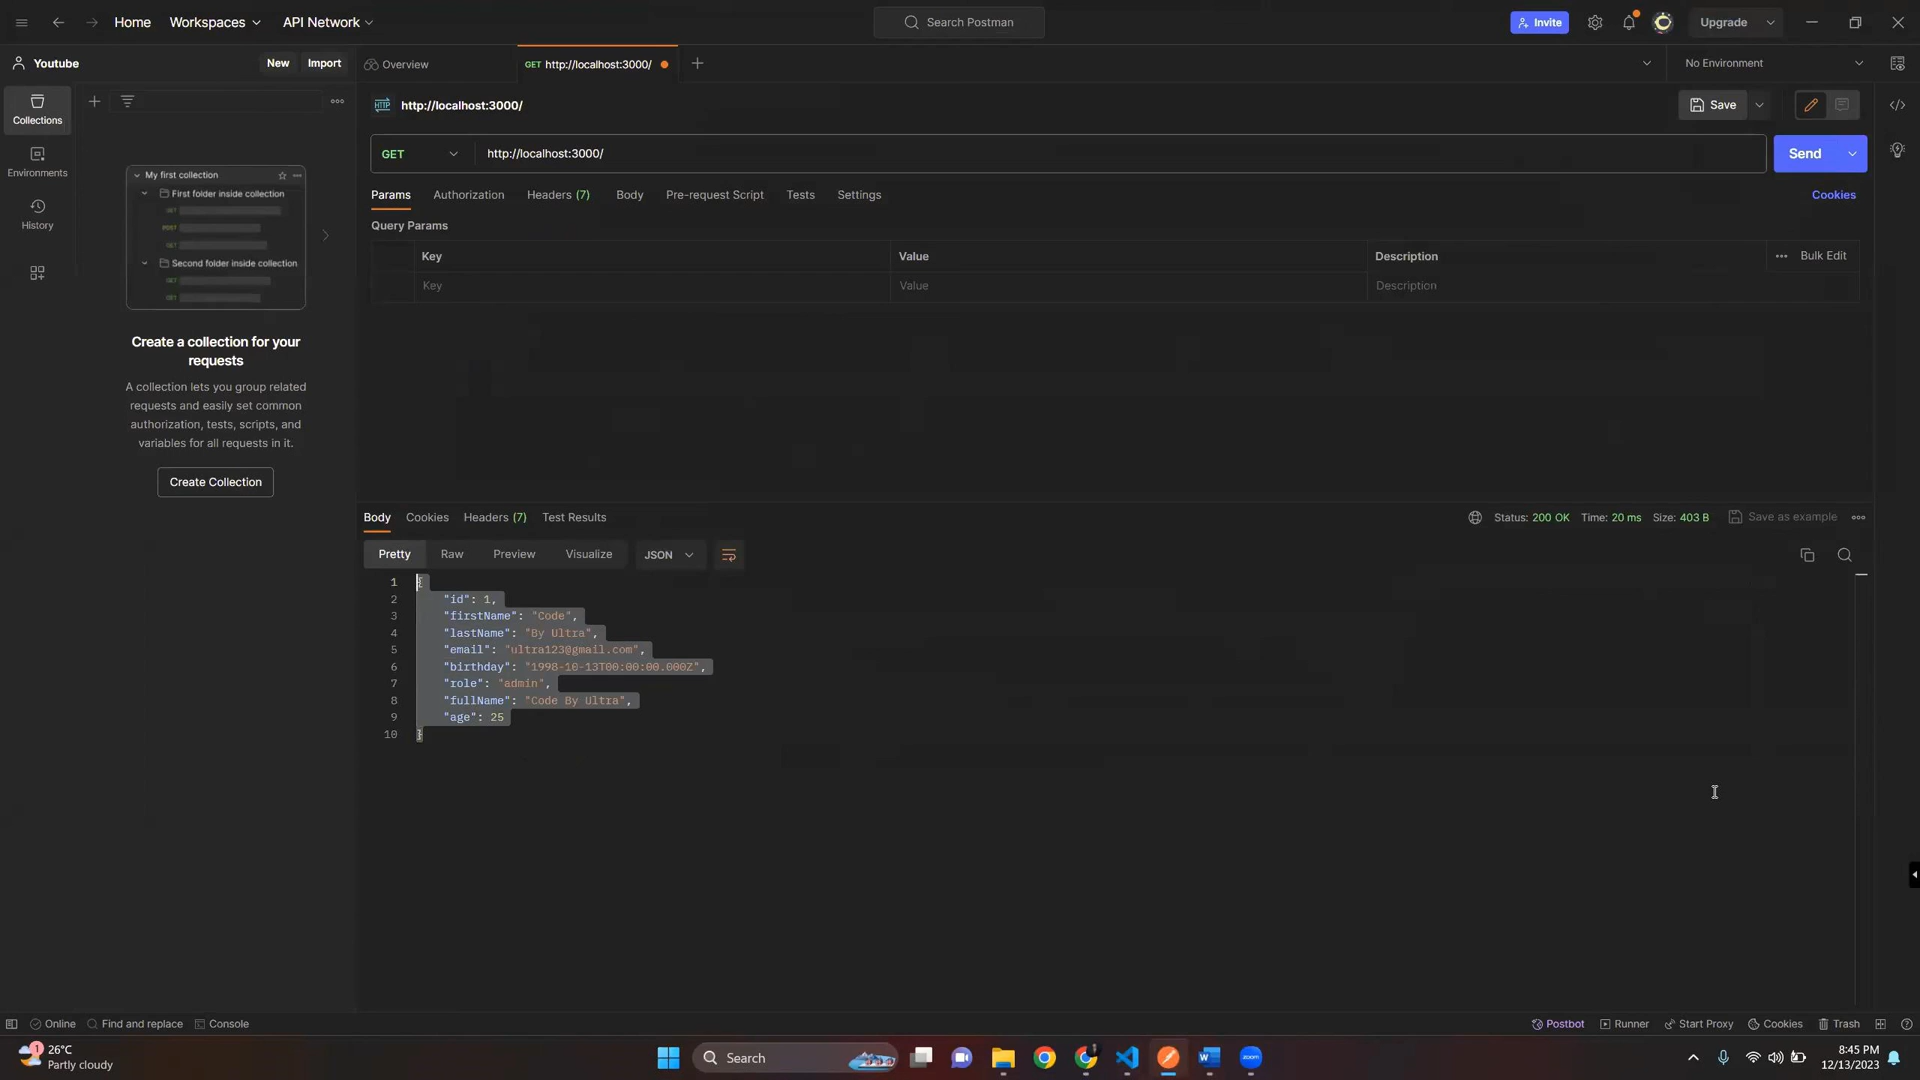 Home Workspaces API Network Search Postman Invite Upgrade
Youtube New Import Overview GET http://localhost:3000/ No Environment
Collections
Environments
History
My first collection
First folder inside collection
GET
POST
GET
Second folder inside collection
GET
GET
Create a collection for your
requests
A collection lets you group related
requests and easily set common
authorization, tests, scripts, and
variables for all requests in it.
Create Collection
HTTP http://localhost:3000/ Save
GET http://localhost:3000/ Send
Params Authorization Headers (7) Body Pre-request Script Tests Settings Cookies
Query Params
Key Value Description Bulk Edit
Key Value Description
Body Cookies Headers (7) Test Results Status: 200 OK Time: 20 ms Size: 403 B Save as example
Pretty Raw Preview Visualize JSON
1 {
2 "id": 1,
3 "firstName": "Code",
4 "lastName": "By Ultra",
5 "email": "ultra123@gmail.com",
6 "birthday": "1998-10-13T00:00:00.000Z",
7 "role": "admin",
8 "fullName": "Code By Ultra",
9 "age": 25
10 }
Online Find and replace Console Postbot Runner Start Proxy Cookies Trash
1 26°C
Partly cloudy
Search
zoom
8:45 PM
12/13/2023